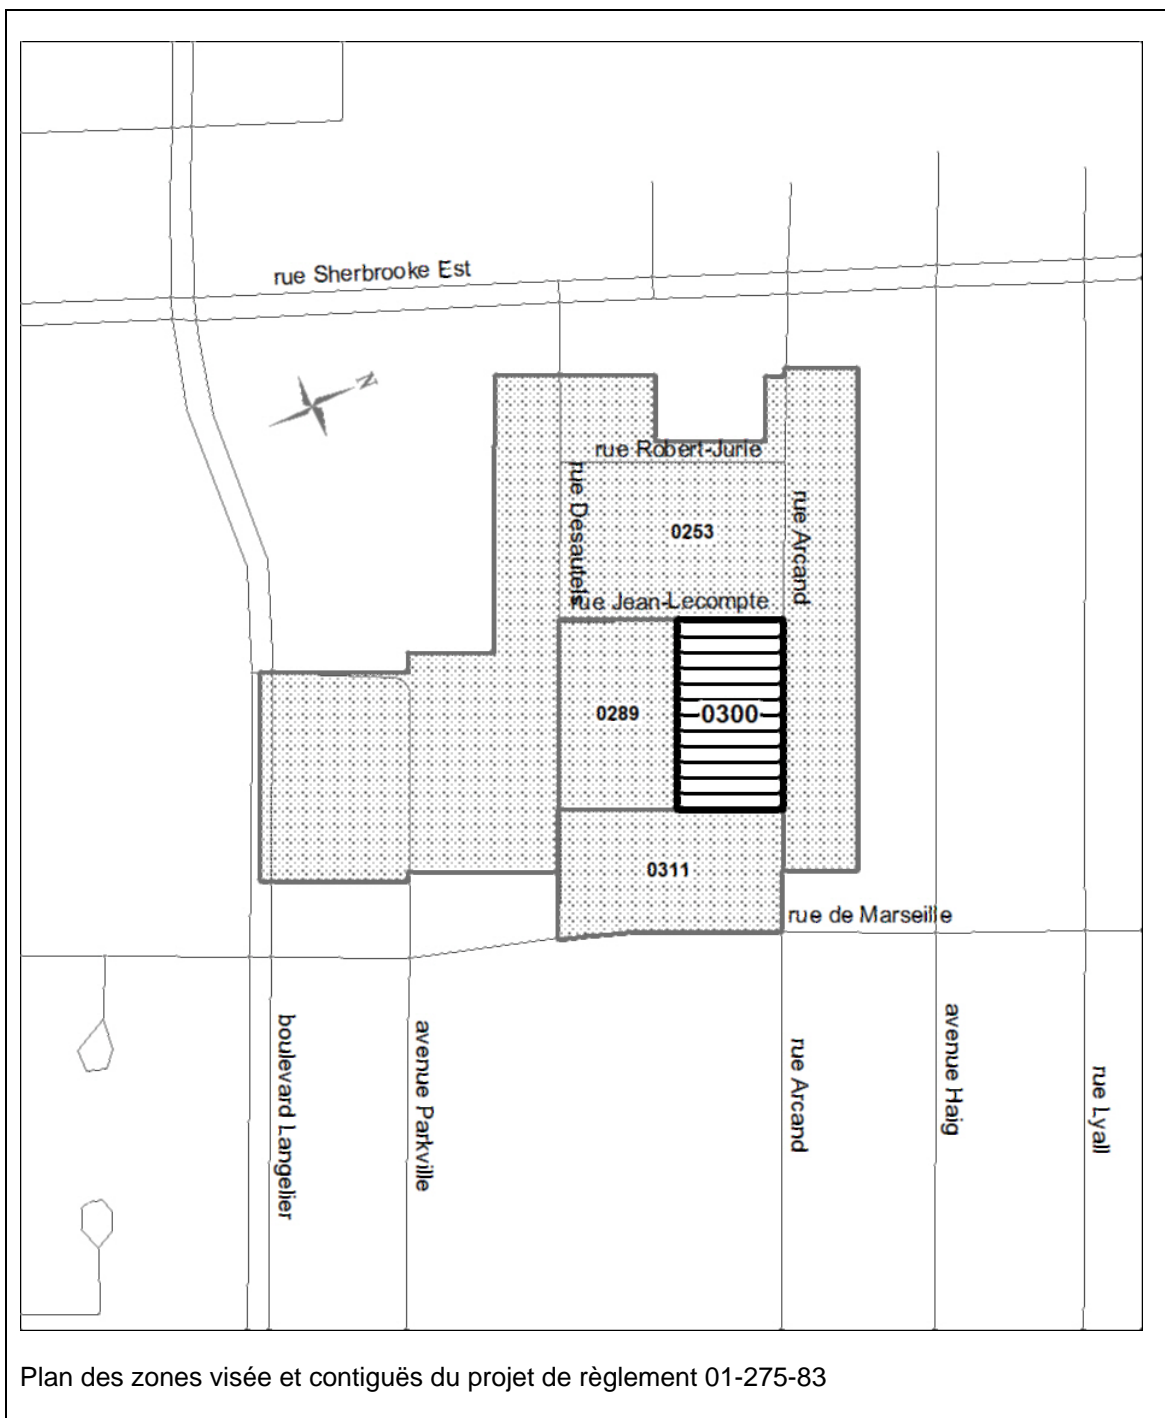 rue Sherbrooke Est
N
rue Robert-Jurie
rue Desautels
rue Arcand
0253
rue Jean-Lecompte
0289
0300
0311
rue de Marseille
boulevard Langelier
avenue Parkville
rue Arcand
avenue Haig
rue Lyall
Plan des zones visée et contiguës du projet de règlement 01-275-83